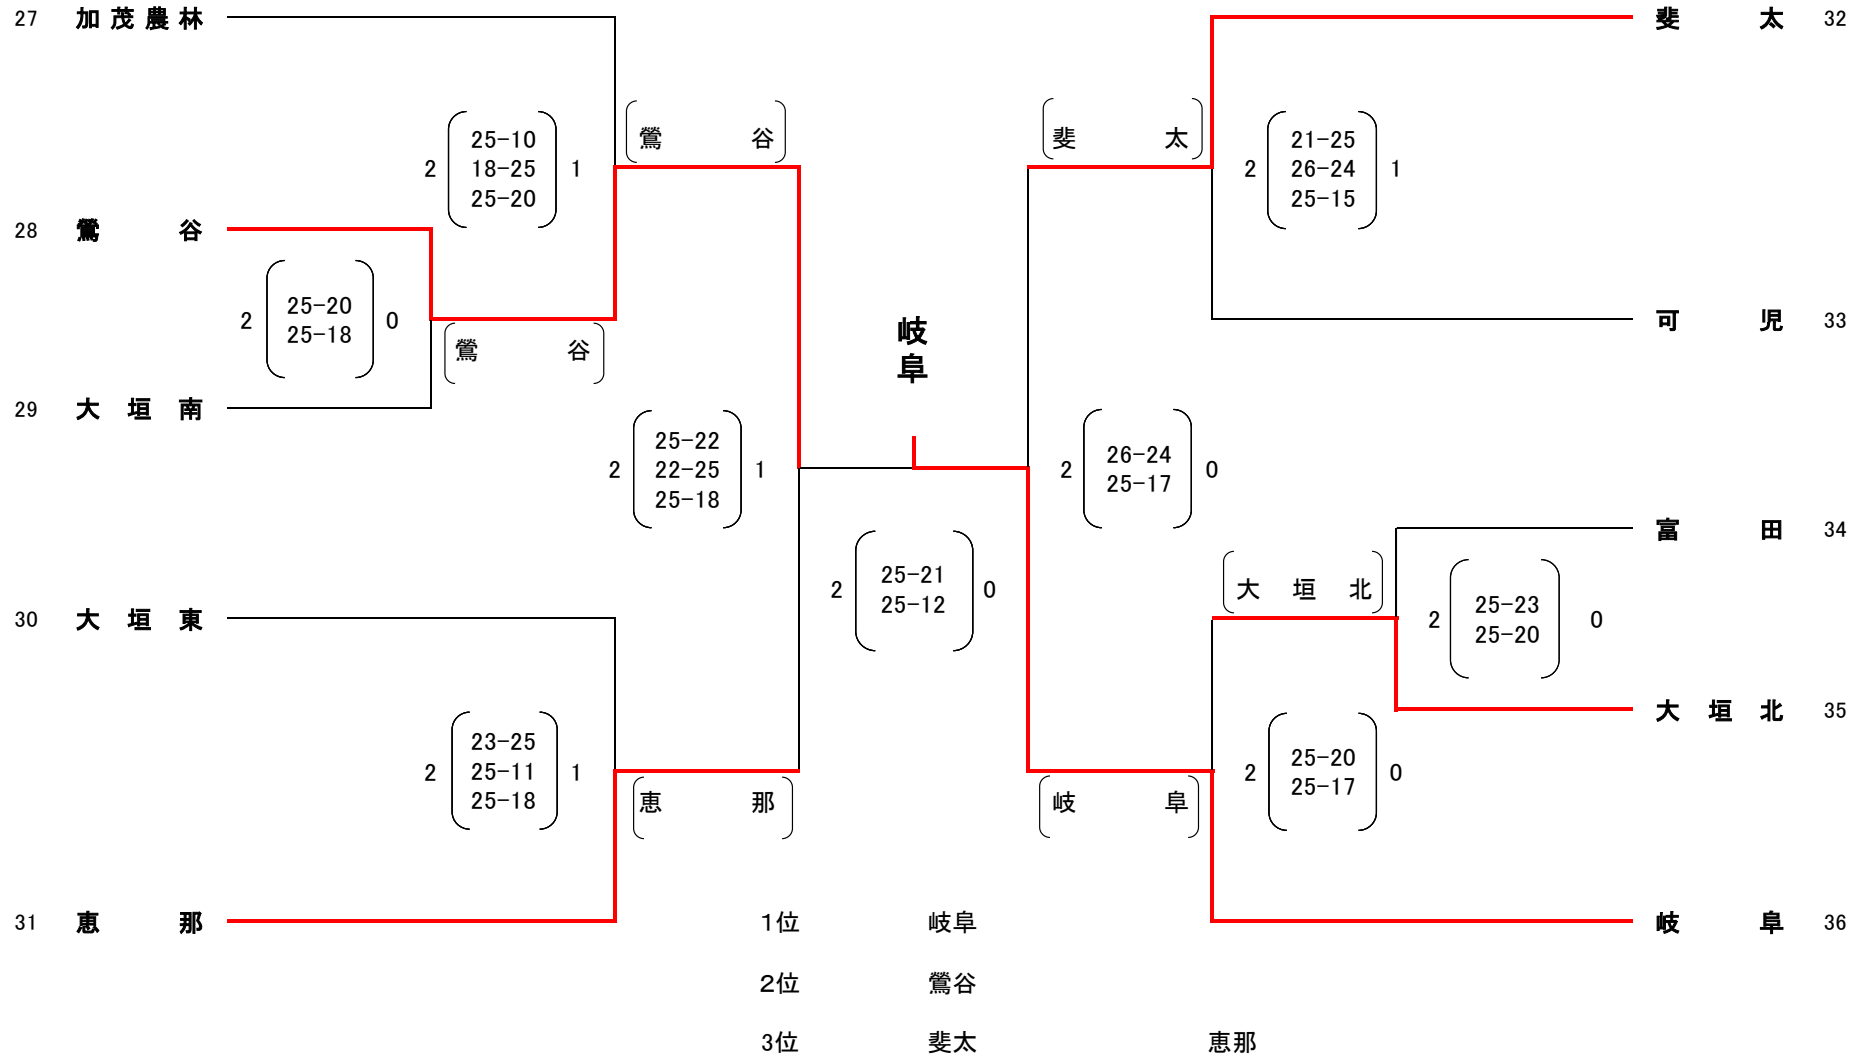 27 加茂農林
斐太 32
鶯谷
斐太
2 25-10 18-25 25-20 1
2 21-25 26-24 25-15 1
28 鶯谷
2 25-20 25-18 0
鶯谷
岐阜
可児 33
29 大垣南
2 25-22 22-25 25-18 1
2 26-24 25-17 0
富田 34
2 25-21 25-12 0
大垣北
2 25-23 25-20 0
30 大垣東
大垣北 35
2 23-25 25-11 25-18 1
2 25-20 25-17 0
恵那
岐阜
31 恵那
岐阜 36
1位 岐阜
2位 鶯谷
3位 斐太 恵那